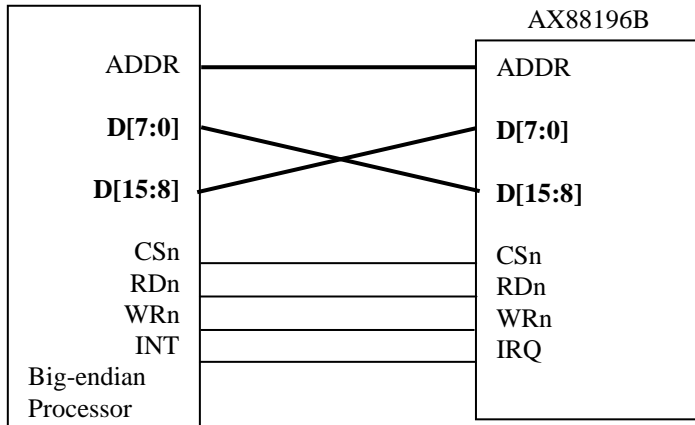 AX88196B
ADDR ADDR
D[7:0] D[7:0]
D[15:8] D[15:8]
CSn CSn
RDn RDn
WRn WRn
INT IRQ
Big-endian
Processor